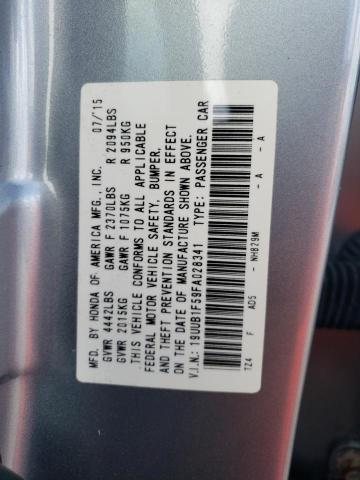 MFD. BY HONDA OF AMERICA MFG., INC. 07/'15
GVWR 4442LBS GAWR F 2370LBS R 2094LBS
GVWR 2015KG GAWR F 1075KG R 950KG
THIS VEHICLE CONFORMS TO ALL APPLICABLE
FEDERAL MOTOR VEHICLE SAFETY, BUMPER,
AND THEFT PREVENTION STANDARDS IN EFFECT
ON THE DATE OF MANUFACTURE SHOWN ABOVE.
V.I.N.: 19UUB1F59FA028341 TYPE: PASSENGER CAR
TZ4 F AD5 - NH829M - A - A